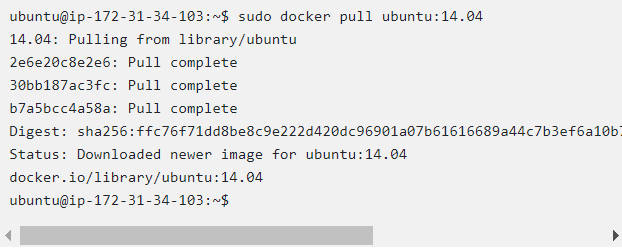 ubuntu@ip-172-31-34-103:~$ sudo docker pull ubuntu:14.04
14.04: Pulling from library/ubuntu
2e6e20c8e2e6: Pull complete
30bb187ac3fc: Pull complete
b7a5bcc4a58a: Pull complete
Digest: sha256:ffc76f71dd8be8c9e222d420dc96901a07b61616689a44c7b3ef6a10b7
Status: Downloaded newer image for ubuntu:14.04
docker.io/library/ubuntu:14.04
ubuntu@ip-172-31-34-103:~$